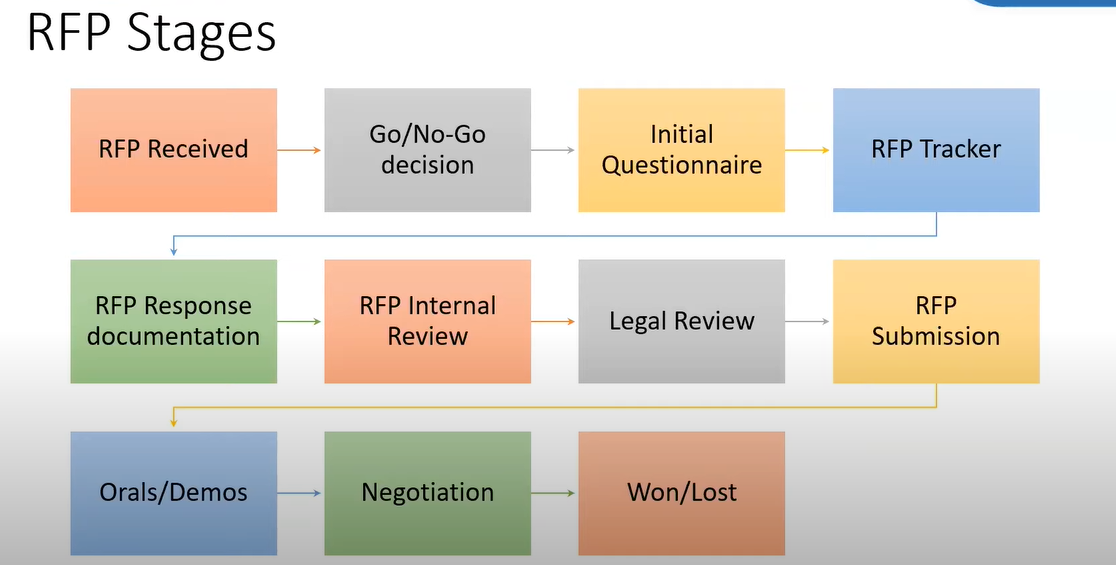 RFP Stages
RFP Received
Go/No-Go
decision
Initial
Questionnaire
RFP Tracker
RFP Response
documentation
RFP Internal
Review
Legal Review
RFP
Submission
Orals/Demos
Negotiation
Won/Lost